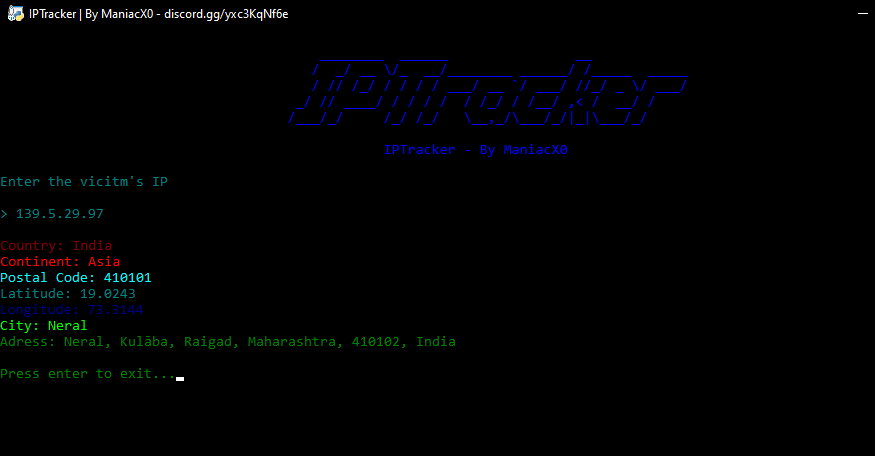 IPTracker | By ManiacX0 - discord.gg/yxc3KqNf6e
IPTracker
IPTracker - By ManiacX0
Enter the vicitm's IP
> 139.5.29.97
Country: India
Continent: Asia
Postal Code: 410101
Latitude: 19.0243
Longitude: 73.3144
City: Neral
Adress: Neral, Kulāba, Raigad, Maharashtra, 410102, India
Press enter to exit...